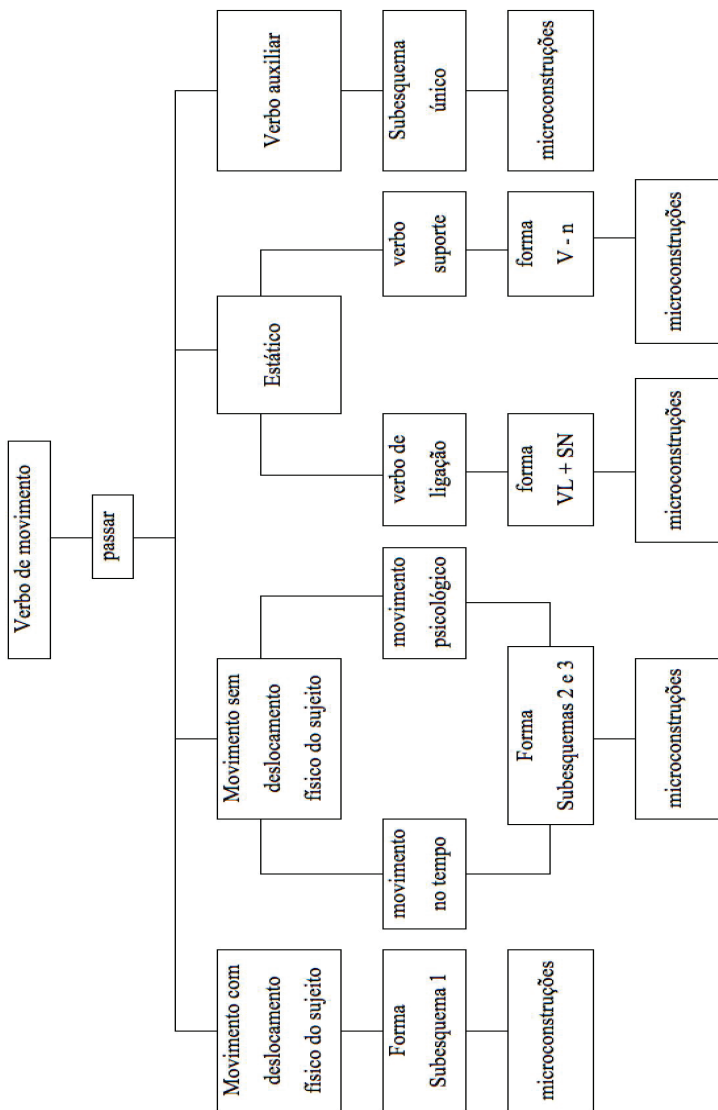 Verbo de movimento
passar
Movimento com
deslocamento
físico do sujeito
Movimento sem
deslocamento
físico do sujeito
Estático
Verbo auxiliar
Forma
Subesquema 1
movimento
no tempo
movimento
psicológico
verbo de
ligação
verbo
suporte
Subesquema
único
microconstruções
Forma
Subesquemas 2 e 3
forma
VL + SN
forma
V - n
microconstruções
microconstruções
microconstruções
microconstruções